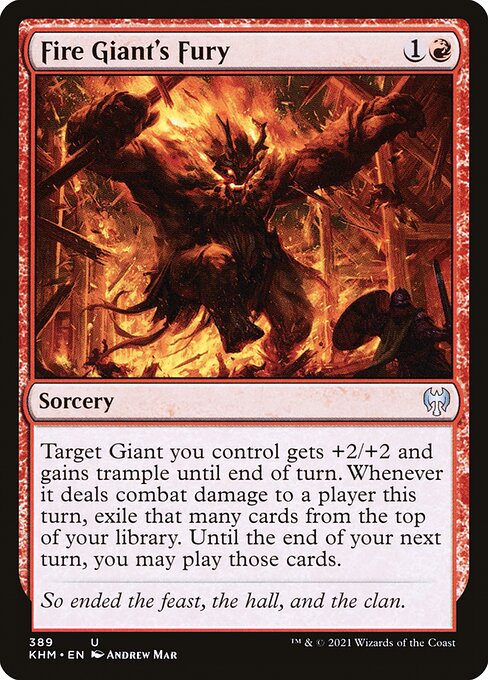 Fire Giant's Fury 1
Sorcery
Target Giant you control gets +2/+2 and
gains trample until end of turn. Whenever
it deals combat damage to a player this
turn, exile that many cards from the top
of your library. Until the end of your next
turn, you may play those cards.
So ended the feast, the hall, and the clan.
389 U
KHM • EN Andrew Mar
™ & © 2021 Wizards of the Coast